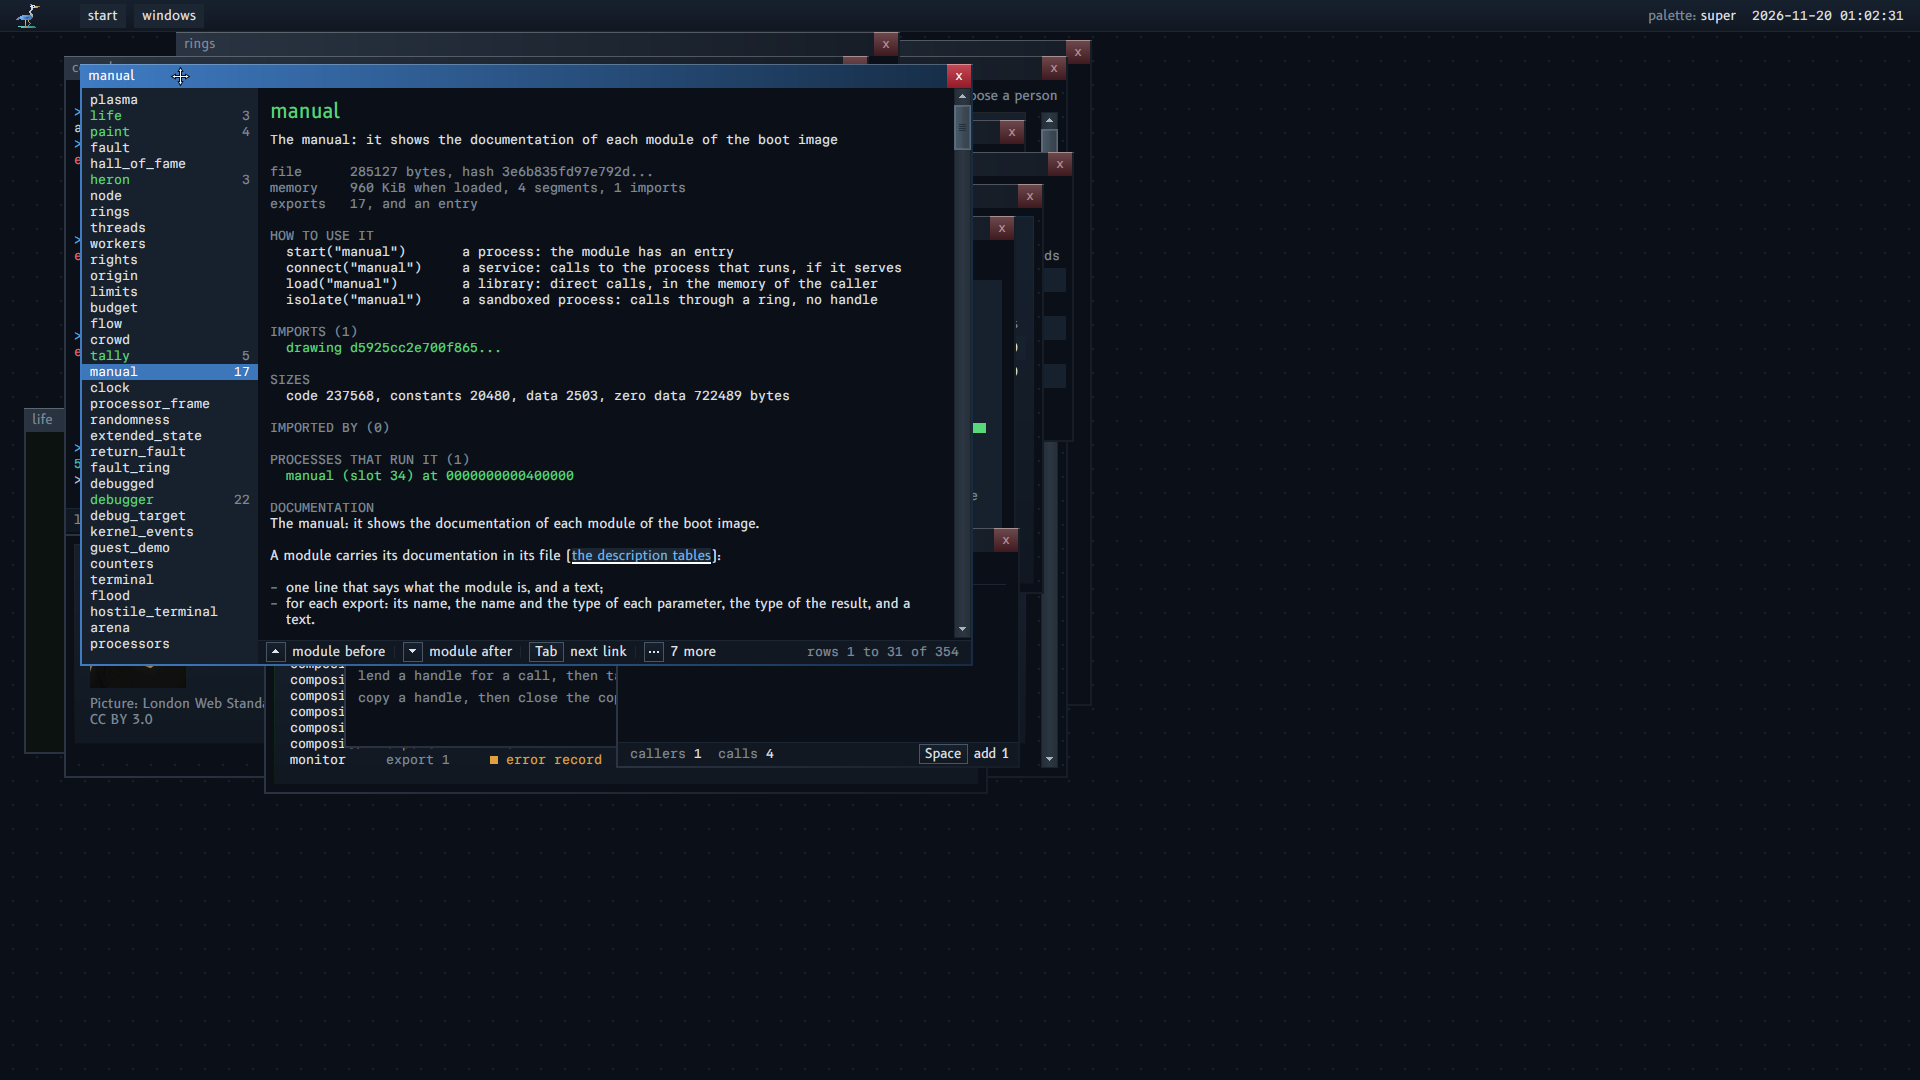 start windows palette: super 2026-11-20 01:02:31
rings x
x
x
manual x
plasma
life 3
paint 4
fault
hall_of_fame
heron 3
node
rings
threads
workers
rights
origin
limits
budget
flow
crowd
tally 5
manual 17
clock
processor_frame
randomness
extended_state
return_fault
fault_ring
debugged
debugger 22
debug_target
kernel_events
guest_demo
counters
terminal
flood
hostile_terminal
arena
processors
manual
The manual: it shows the documentation of each module of the boot image
file 285127 bytes, hash 3e6b835fd97e792d...
memory 960 KiB when loaded, 4 segments, 1 imports
exports 17, and an entry
HOW TO USE IT
start("manual") a process: the module has an entry
connect("manual") a service: calls to the process that runs, if it serves
load("manual") a library: direct calls, in the memory of the caller
isolate("manual") a sandboxed process: calls through a ring, no handle
IMPORTS (1)
drawing d5925cc2e700f865...
SIZES
code 237568, constants 20480, data 2503, zero data 722489 bytes
IMPORTED BY (0)
PROCESSES THAT RUN IT (1)
manual (slot 34) at 0000000000400000
DOCUMENTATION
The manual: it shows the documentation of each module of the boot image.
A module carries its documentation in its file [the description tables]:
- one line that says what the module is, and a text;
- for each export: its name, the name and the type of each parameter, the type of the result, and a
text.
module before module after Tab next link ... 7 more rows 1 to 31 of 354
a person
x
x
x
x
ds
x
life
lend a handle for a call, then
copy a handle, then close the
Picture: London Web
CC BY 3.0
composi
composi
composi
composi
composi
monitor export 1 error record
callers 1 calls 4 Space add 1